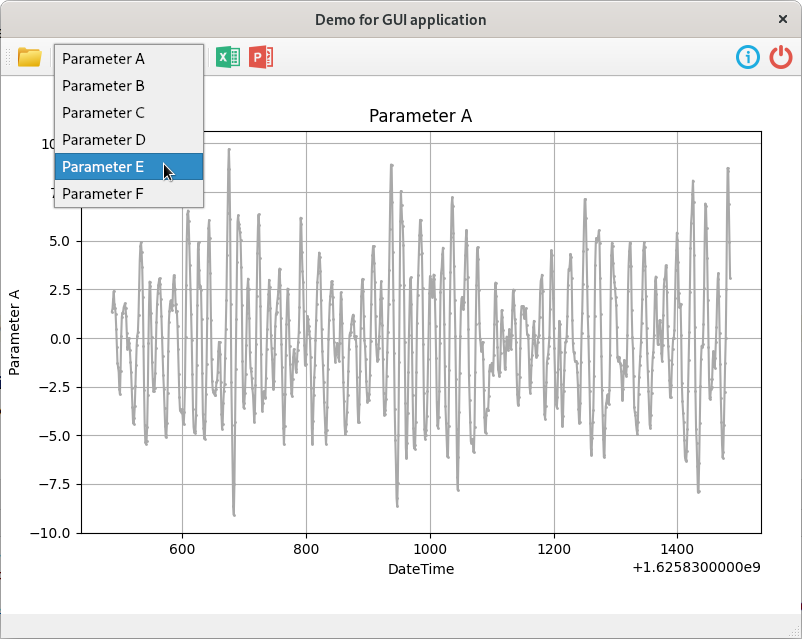 Demo for GUI application
X
P
Parameter A
Parameter B
Parameter C
Parameter D
Parameter E
Parameter F
Parameter A
10
7
5.0
2.5
0.0
−2.5
−5.0
−7.5
−10.0
Parameter A
600 800 1000 1200 1400
DateTime
+1.6258300000e9